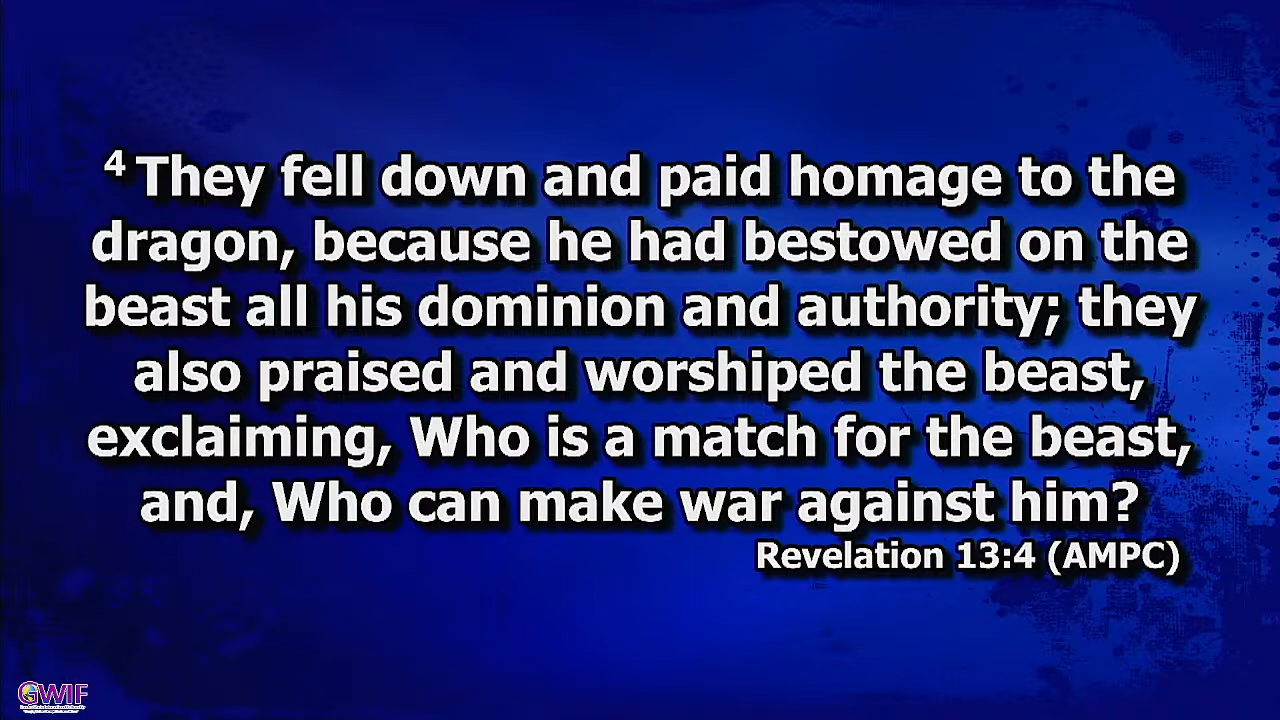 4 They fell down and paid homage to the
dragon, because he had bestowed on the
beast all his dominion and authority; they
also praised and worshiped the beast,
exclaiming, Who is a match for the beast,
and, Who can make war against him?
Revelation 13:4 (AMPC)
GWIF